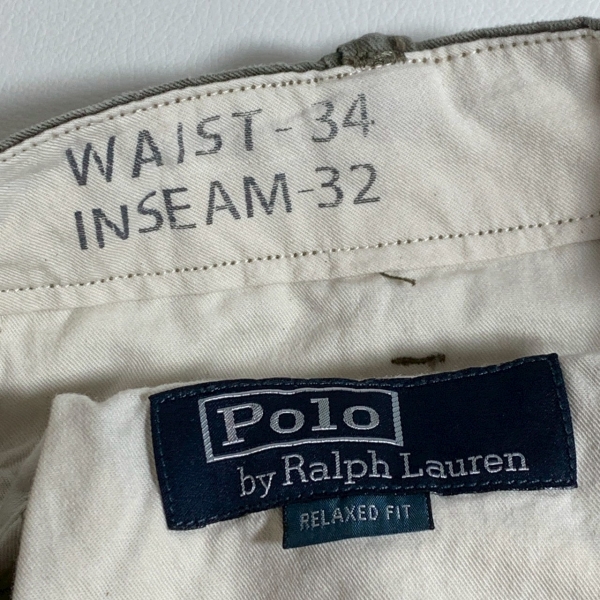 WAIST-34
INSEAM-32
Polo
by Ralph Lauren
RELAXED FIT